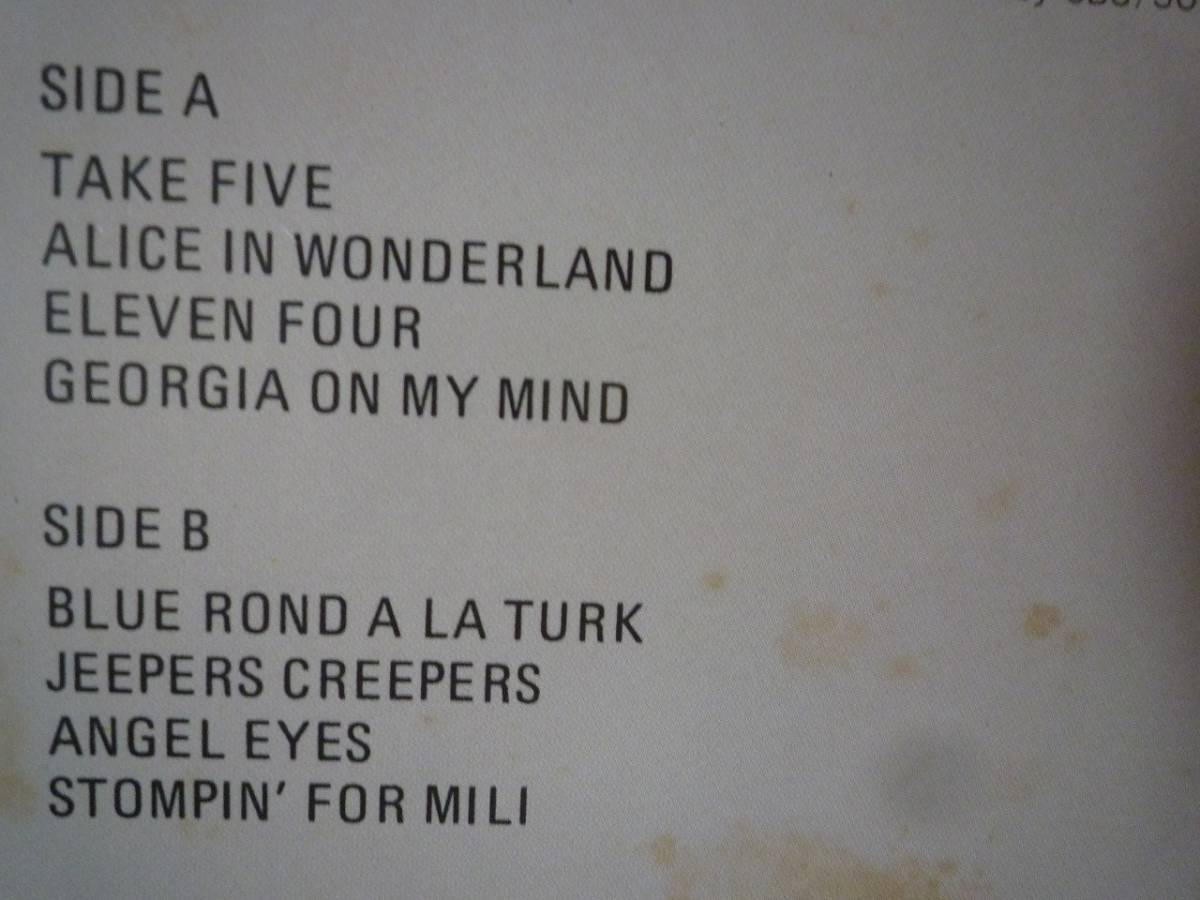 SIDE A
TAKE FIVE
ALICE IN WONDERLAND
ELEVEN FOUR
GEORGIA ON MY MIND
SIDE B
BLUE ROND A LA TURK
JEEPERS CREEPERS
ANGEL EYES
STOMPIN' FOR MILI